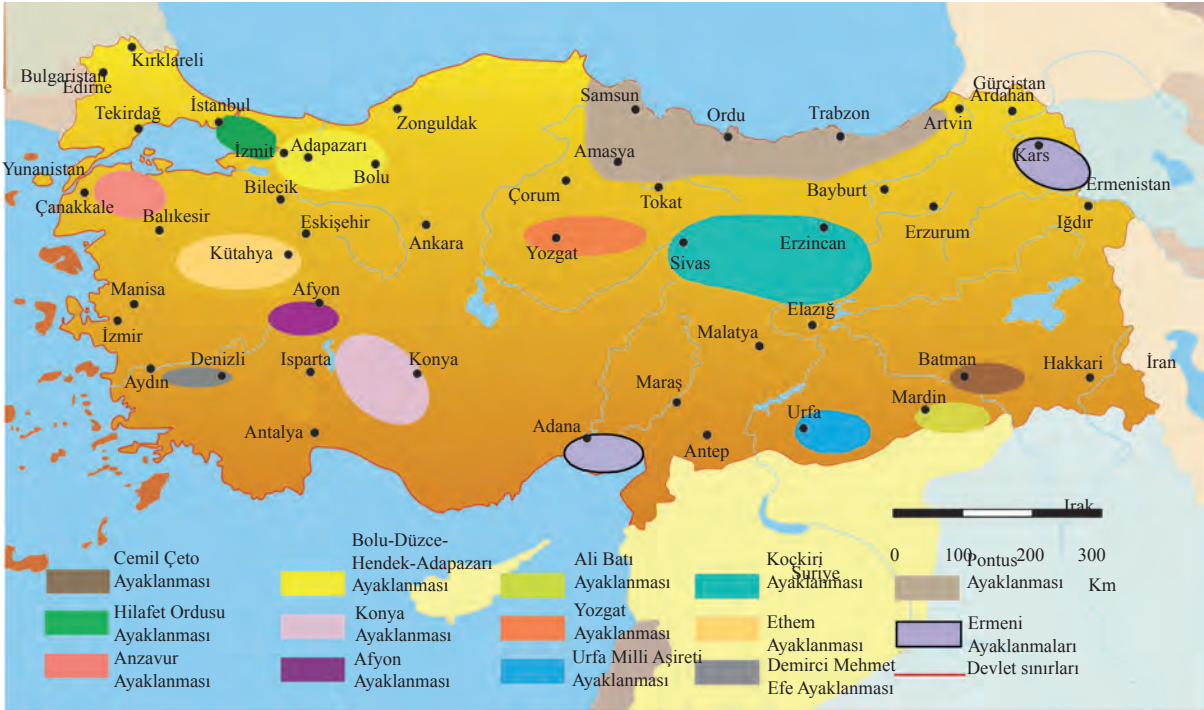 Kırklareli
Bulgaristan
Edirne
Tekirdağ
İstanbul
Zonguldak
Samsun
Ordu
Trabzon
Gürcistan
Ardahan
Artvin
Kars
İzmit
Adapazarı
Bolu
Amasya
Yunanistan
Çanakkale
Bilecik
Çorum
Tokat
Bayburt
Ermenistan
Balıkesir
Eskişehir
Ankara
Erzurum
Iğdır
Kütahya
Yozgat
Sivas
Erzincan
Manisa
Afyon
Elazığ
İzmir
Malatya
Aydın
Denizli
Isparta
Konya
Batman
Hakkari
İran
Maraş
Mardin
Antalya
Adana
Antep
Urfa
Irak
0 100 200 300
Km
Suriye
Cemil Çeto
Ayaklanması
Hilafet Ordusu
Ayaklanması
Anzavur
Ayaklanması
Bolu-Düzce-
Hendek-Adapazarı
Ayaklanması
Konya
Ayaklanması
Afyon
Ayaklanması
Ali Batı
Ayaklanması
Yozgat
Ayaklanması
Urfa Milli Aşireti
Ayaklanması
Koçkiri
Ayaklanması
Ethem
Ayaklanması
Demirci Mehmet
Efe Ayaklanması
Pontus
Ayaklanması
Ermeni
Ayaklanmaları
Devlet sınırları